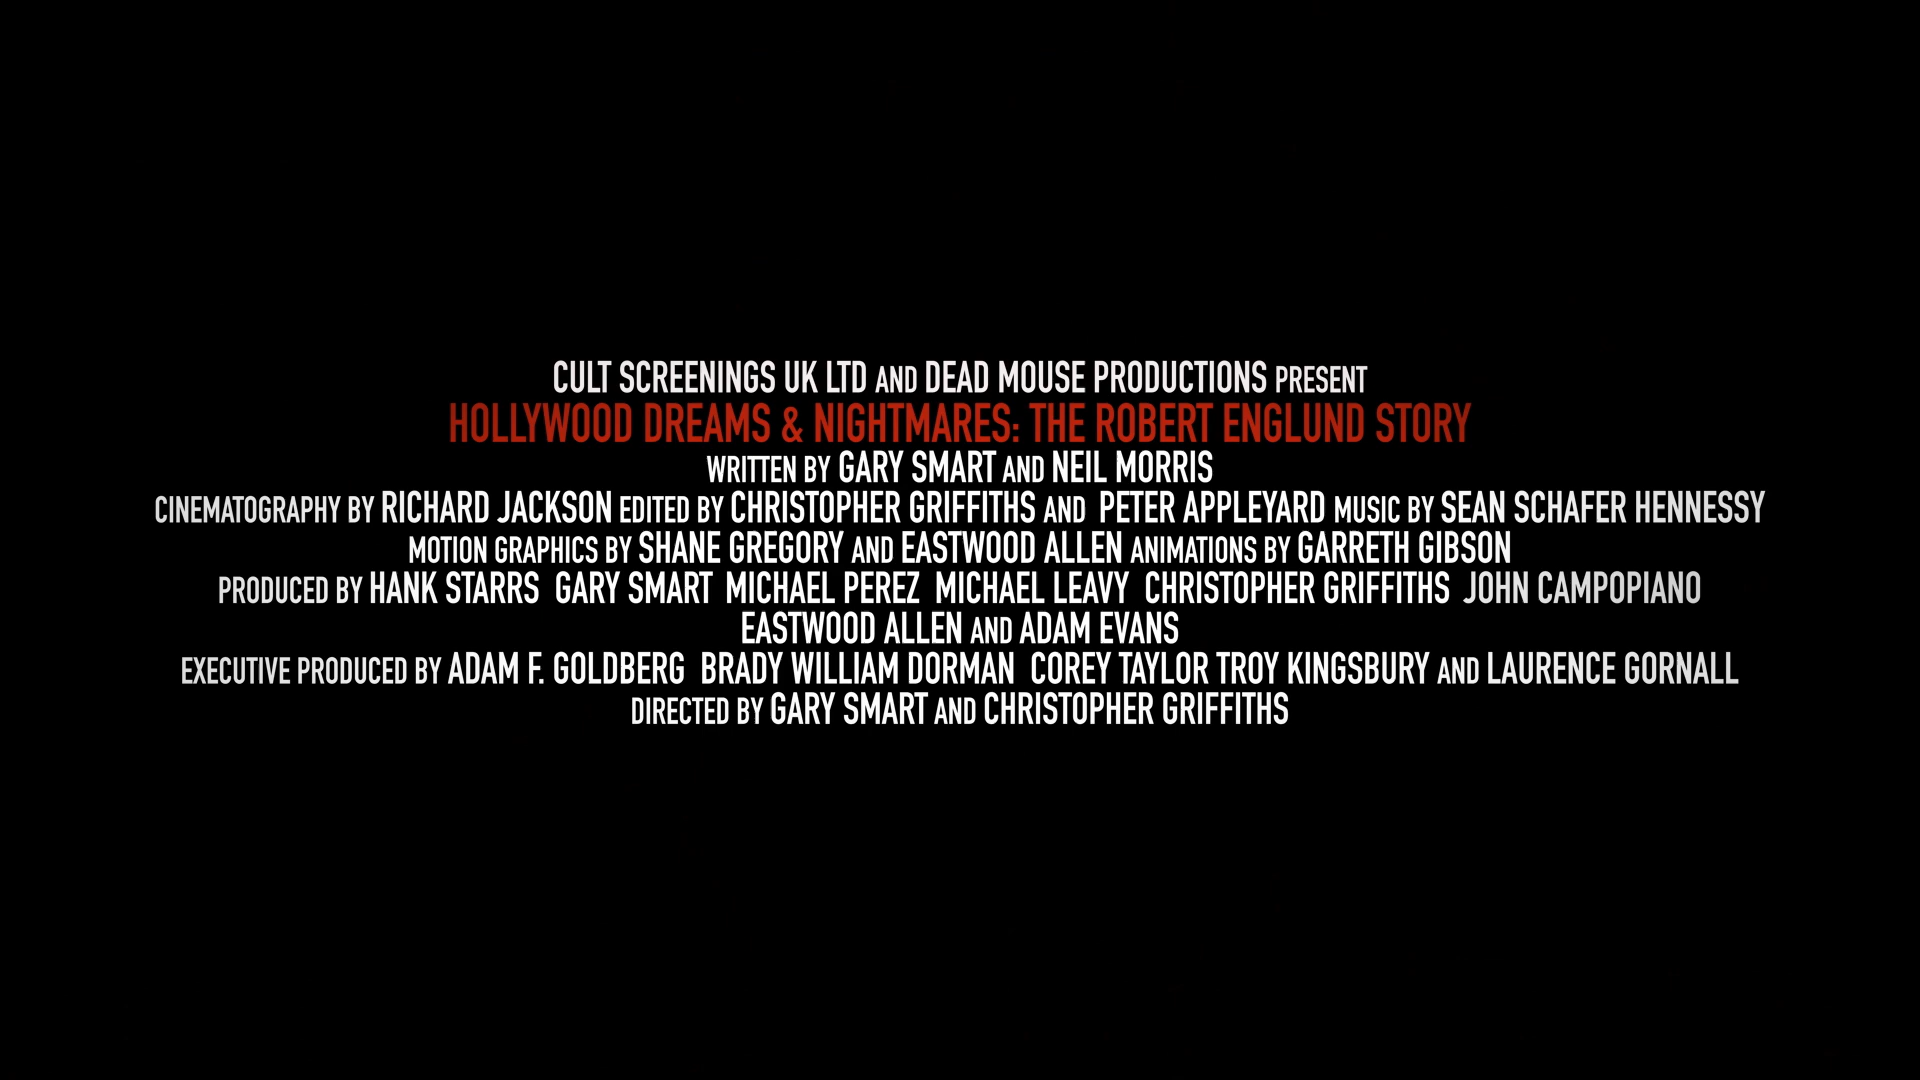 CULT SCREENINGS UK LTD AND DEAD MOUSE PRODUCTIONS PRESENT
HOLLYWOOD DREAMS & NIGHTMARES: THE ROBERT ENGLUND STORY
WRITTEN BY GARY SMART AND NEIL MORRIS
CINEMATOGRAPHY BY RICHARD JACKSON EDITED BY CHRISTOPHER GRIFFITHS AND PETER APPLEYARD MUSIC BY SEAN SCHAFER HENNESSY
MOTION GRAPHICS BY SHANE GREGORY AND EASTWOOD ALLEN ANIMATIONS BY GARRETH GIBSON
PRODUCED BY HANK STARRS GARY SMART MICHAEL PEREZ MICHAEL LEAVY CHRISTOPHER GRIFFITHS JOHN CAMPOPIANO
EASTWOOD ALLEN AND ADAM EVANS
EXECUTIVE PRODUCED BY ADAM F. GOLDBERG BRADY WILLIAM DORMAN COREY TAYLOR TROY KINGSBURY AND LAURENCE GORNALL
DIRECTED BY GARY SMART AND CHRISTOPHER GRIFFITHS